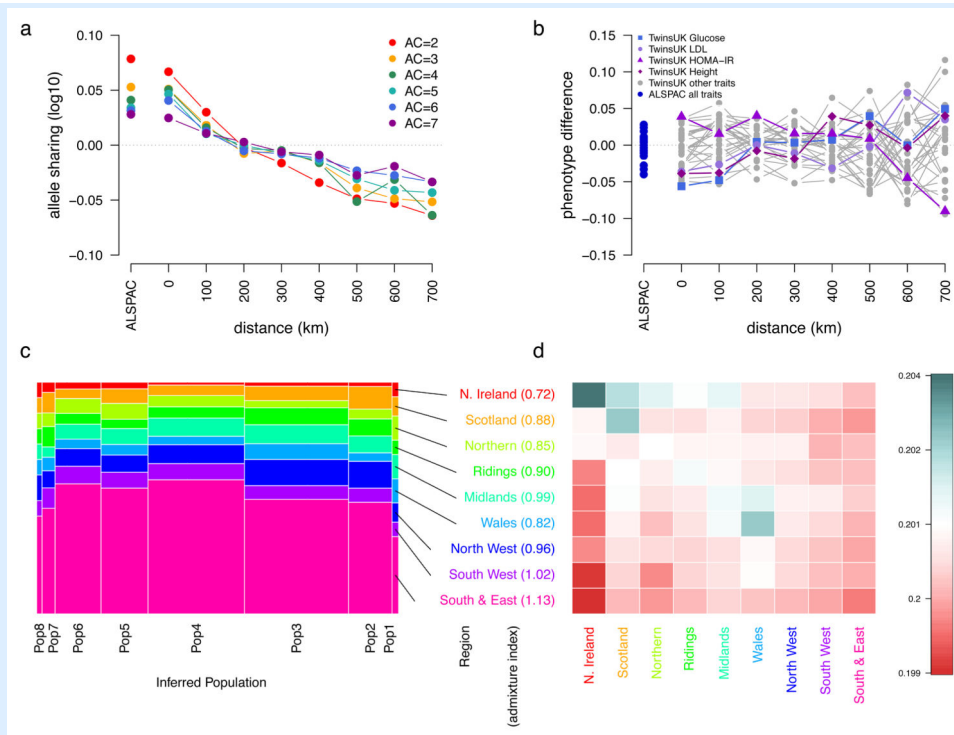 a
allele sharing (log10)
0.10
0.05
0.00
−0.05
−0.10
AC=2
AC=3
AC=4
AC=5
AC=6
AC=7
ALSPAC
0
100
200
300
400
500
600
700
distance (km)
b
phenotype difference
0.15
0.10
0.05
0.00
−0.05
−0.10
−0.15
TwinsUK Glucose
TwinsUK LDL
TwinsUK HOMA−IR
TwinsUK Height
TwinsUK other traits
ALSPAC all traits
ALSPAC
0
100
200
300
400
500
600
700
distance (km)
c
N. Ireland (0.72)
Scotland (0.88)
Northern (0.85)
Ridings (0.90)
Midlands (0.99)
Wales (0.82)
North West (0.96)
South West (1.02)
South & East (1.13)
Pop8
Pop7
Pop6
Pop5
Pop4
Pop3
Pop2
Pop1
Inferred Population
Region
(admixture index)
d
N. Ireland
Scotland
Northern
Ridings
Midlands
Wales
North West
South West
South & East
0.204
0.202
0.201
0.2
0.199